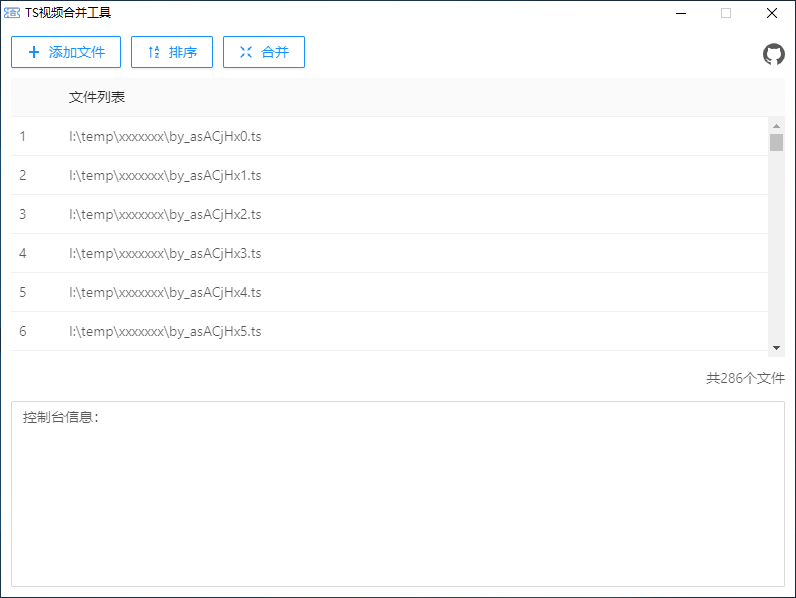 TS视频合并工具
添加文件 排序 合并
文件列表
1 I:\temp\xxxxxxx\by_asACjHx0.ts
2 I:\temp\xxxxxxx\by_asACjHx1.ts
3 I:\temp\xxxxxxx\by_asACjHx2.ts
4 I:\temp\xxxxxxx\by_asACjHx3.ts
5 I:\temp\xxxxxxx\by_asACjHx4.ts
6 I:\temp\xxxxxxx\by_asACjHx5.ts
共286个文件
控制台信息：